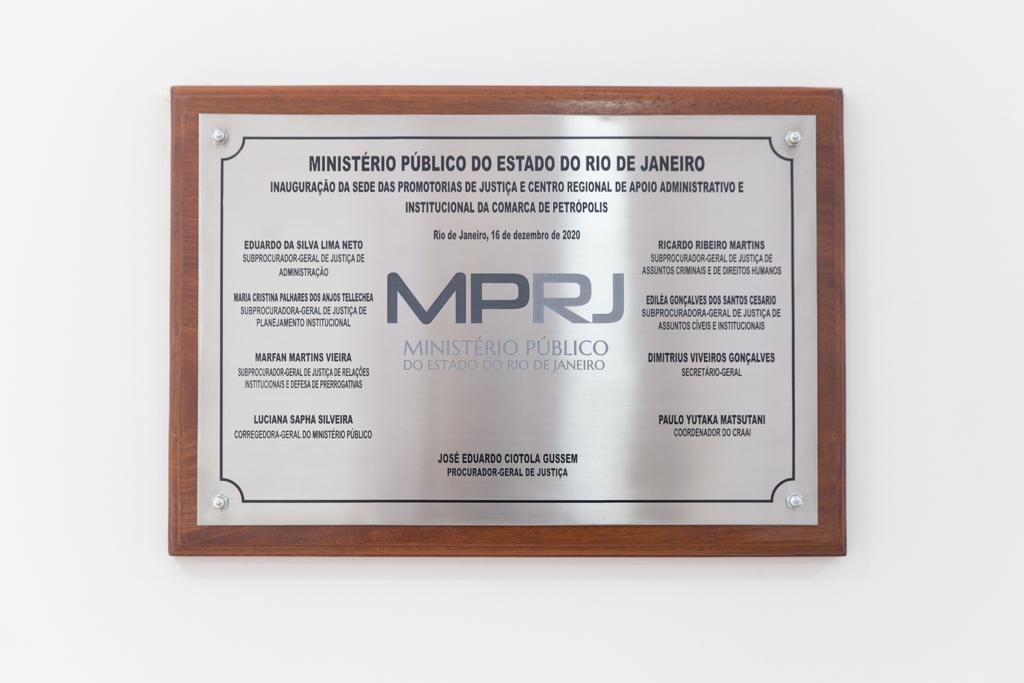 MINISTÉRIO PÚBLICO DO ESTADO DO RIO DE JANEIRO
INAUGURAÇÃO DA SEDE DAS PROMOTORIAS DE JUSTIÇA E CENTRO REGIONAL DE APOIO ADMINISTRATIVO E
INSTITUCIONAL DA COMARCA DE PETRÓPOLIS
Rio de Janeiro, 16 de dezembro de 2020
EDUARDO DA SILVA LIMA NETO
SUBPROCURADOR-GERAL DE JUSTIÇA DE
ADMINISTRAÇÃO
MARIA CRISTINA PALHARES DOS ANJOS TELLECHEA
SUBPROCURADORA-GERAL DE JUSTIÇA DE
PLANEJAMENTO INSTITUCIONAL
MARFAN MARTINS VIEIRA
SUBPROCURADOR-GERAL DE JUSTIÇA DE RELAÇÕES
INSTITUCIONAIS E DEFESA DE PRERROGATIVAS
LUCIANA SAPHA SILVEIRA
CORREGEDORA-GERAL DO MINISTÉRIO PÚBLICO
MPRJ
MINISTÉRIO PÚBLICO
DO ESTADO DO RIO DE JANEIRO
RICARDO RIBEIRO MARTINS
SUBPROCURADOR-GERAL DE JUSTIÇA DE
ASSUNTOS CRIMINAIS E DE DIREITOS HUMANOS
EDILÉA GONÇALVES DOS SANTOS CESARIO
SUBPROCURADORA-GERAL DE JUSTIÇA DE
ASSUNTOS CÍVEIS E INSTITUCIONAIS
DIMITRIUS VIVEIROS GONÇALVES
SECRETÁRIO-GERAL
PAULO YUTAKA MATSUTANI
COORDENADOR DO CRAAI
JOSÉ EDUARDO CIOTOLA GUSSEM
PROCURADOR-GERAL DE JUSTIÇA